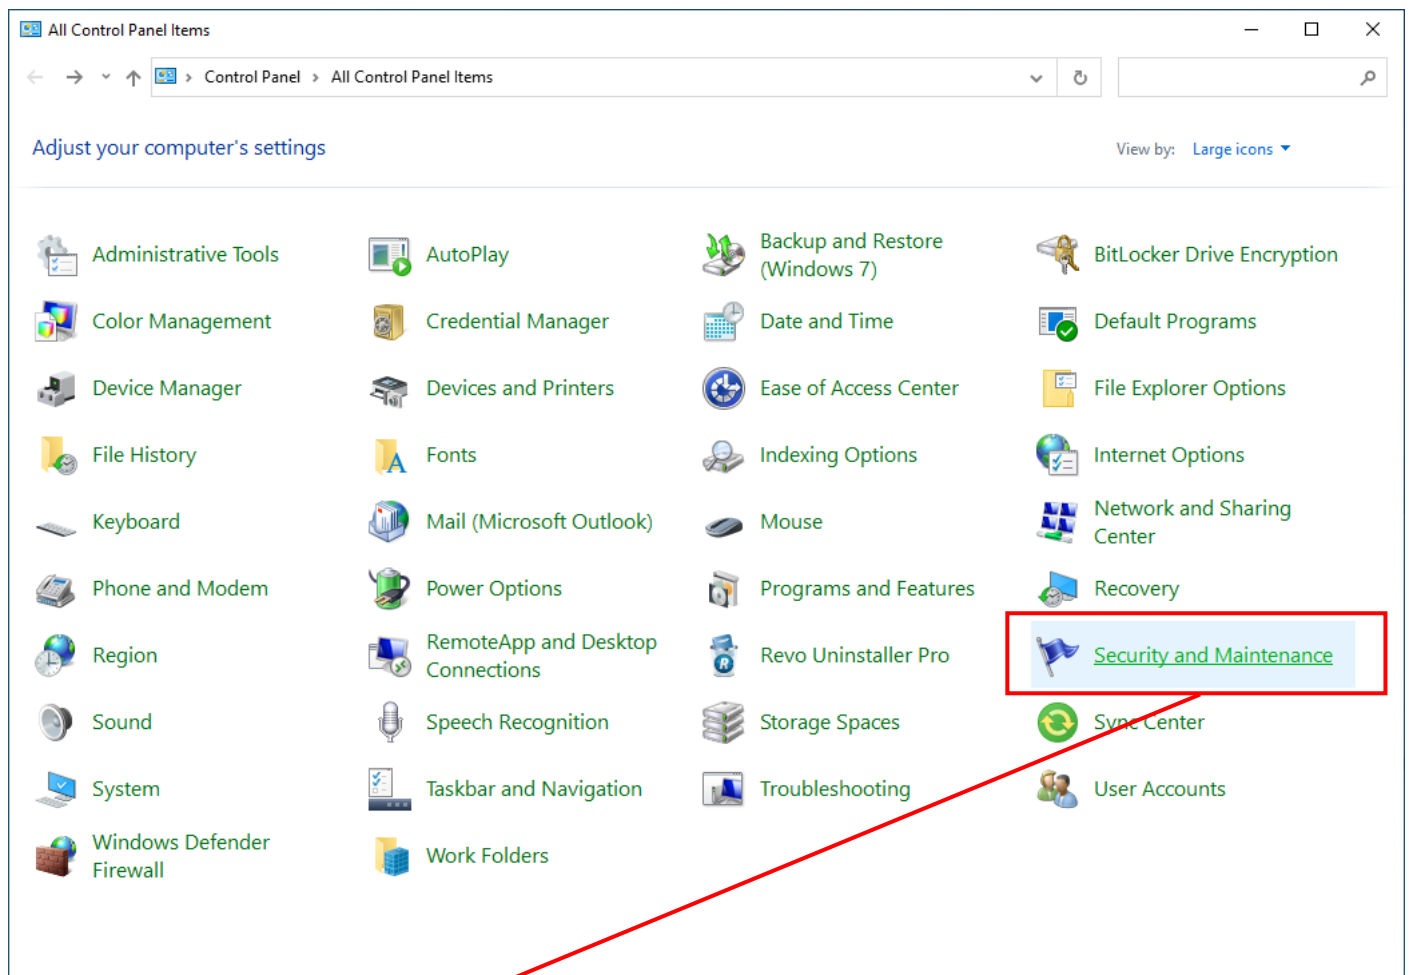 All Control Panel Items
Control Panel > All Control Panel Items
Adjust your computer's settings
View by: Large icons
Administrative Tools
AutoPlay
Backup and Restore
(Windows 7)
BitLocker Drive Encryption
Color Management
Credential Manager
Date and Time
Default Programs
Device Manager
Devices and Printers
Ease of Access Center
File Explorer Options
File History
Fonts
Indexing Options
Internet Options
Keyboard
Mail (Microsoft Outlook)
Mouse
Network and Sharing
Center
Phone and Modem
Power Options
Programs and Features
Recovery
Region
RemoteApp and Desktop
Connections
Revo Uninstaller Pro
Security and Maintenance
Sound
Speech Recognition
Storage Spaces
Sync Center
System
Taskbar and Navigation
Troubleshooting
User Accounts
Windows Defender
Firewall
Work Folders